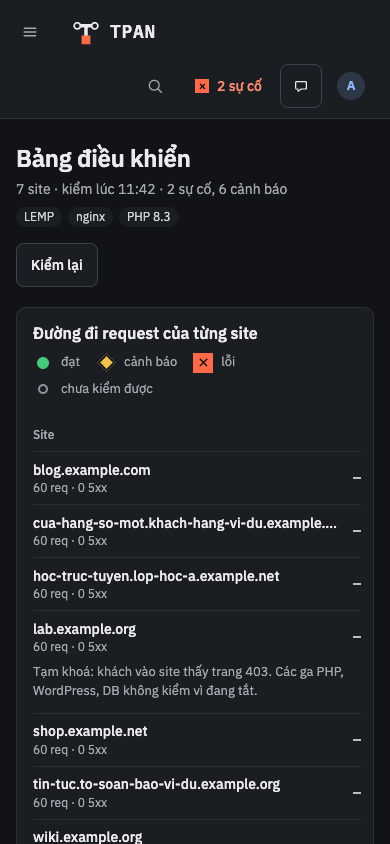 TPAN
2 sự cố
A
Bảng điều khiển
7 site · kiểm lúc 11:42 · 2 sự cố, 6 cảnh báo
LEMP nginx PHP 8.3
Kiểm lại
Đường đi request của từng site
đạt cảnh báo lỗi
chưa kiểm được
Site
blog.example.com
60 req · 0 5xx
cua-hang-so-mot.khach-hang-vi-du.example....
60 req · 0 5xx
hoc-truc-tuyen.lop-hoc-a.example.net
60 req · 0 5xx
lab.example.org
60 req · 0 5xx
Tạm khoá: khách vào site thấy trang 403. Các ga PHP,
WordPress, DB không kiểm vì đang tắt.
shop.example.net
60 req · 0 5xx
tin-tuc.to-soan-bao-vi-du.example.org
60 req · 0 5xx
wiki.example.org